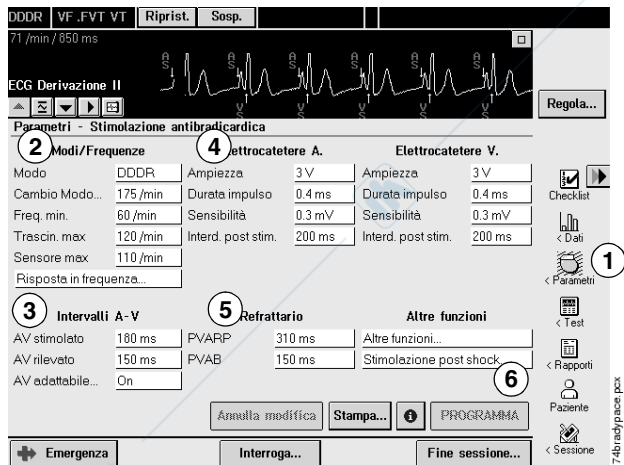 DDDR VF .FVT VT Riprist. Sosp.
71 /min / 850 ms
A S A S A S A S A S A S
ECG Derivazione II
V S V S V S V S V S
Regola...
Parametri - Stimolazione antibradicardica
2 Modi/Frequenze
Modo DDDR
Cambio Modo... 175 /min
Freq. min. 60 /min
Trascin. max 120 /min
Sensore max 110 /min
Risposta in frequenza...
4 Elettrocatetere A.
Ampiezza 3 V
Durata impulso 0.4 ms
Sensibilità 0.3 mV
Interd. post stim. 200 ms
Elettrocatetere V.
Ampiezza 3 V
Durata impulso 0.4 ms
Sensibilità 0.3 mV
Interd. post stim. 200 ms
3 Intervalli A-V
AV stimolato 180 ms
AV rilevato 150 ms
AV adattabile... On
5 Refrattario
PVARP 310 ms
PVAB 150 ms
Altre funzioni
Altre funzioni...
Stimolazione post shock...
6
Annulla modifica Stampa... PROGRAMMA
Checklist
< Dati
1
< Parametri
< Test
< Rapporti
Paziente
< Sessione
Emergenza Interroga... Fine sessione...
74bradypace.pcx